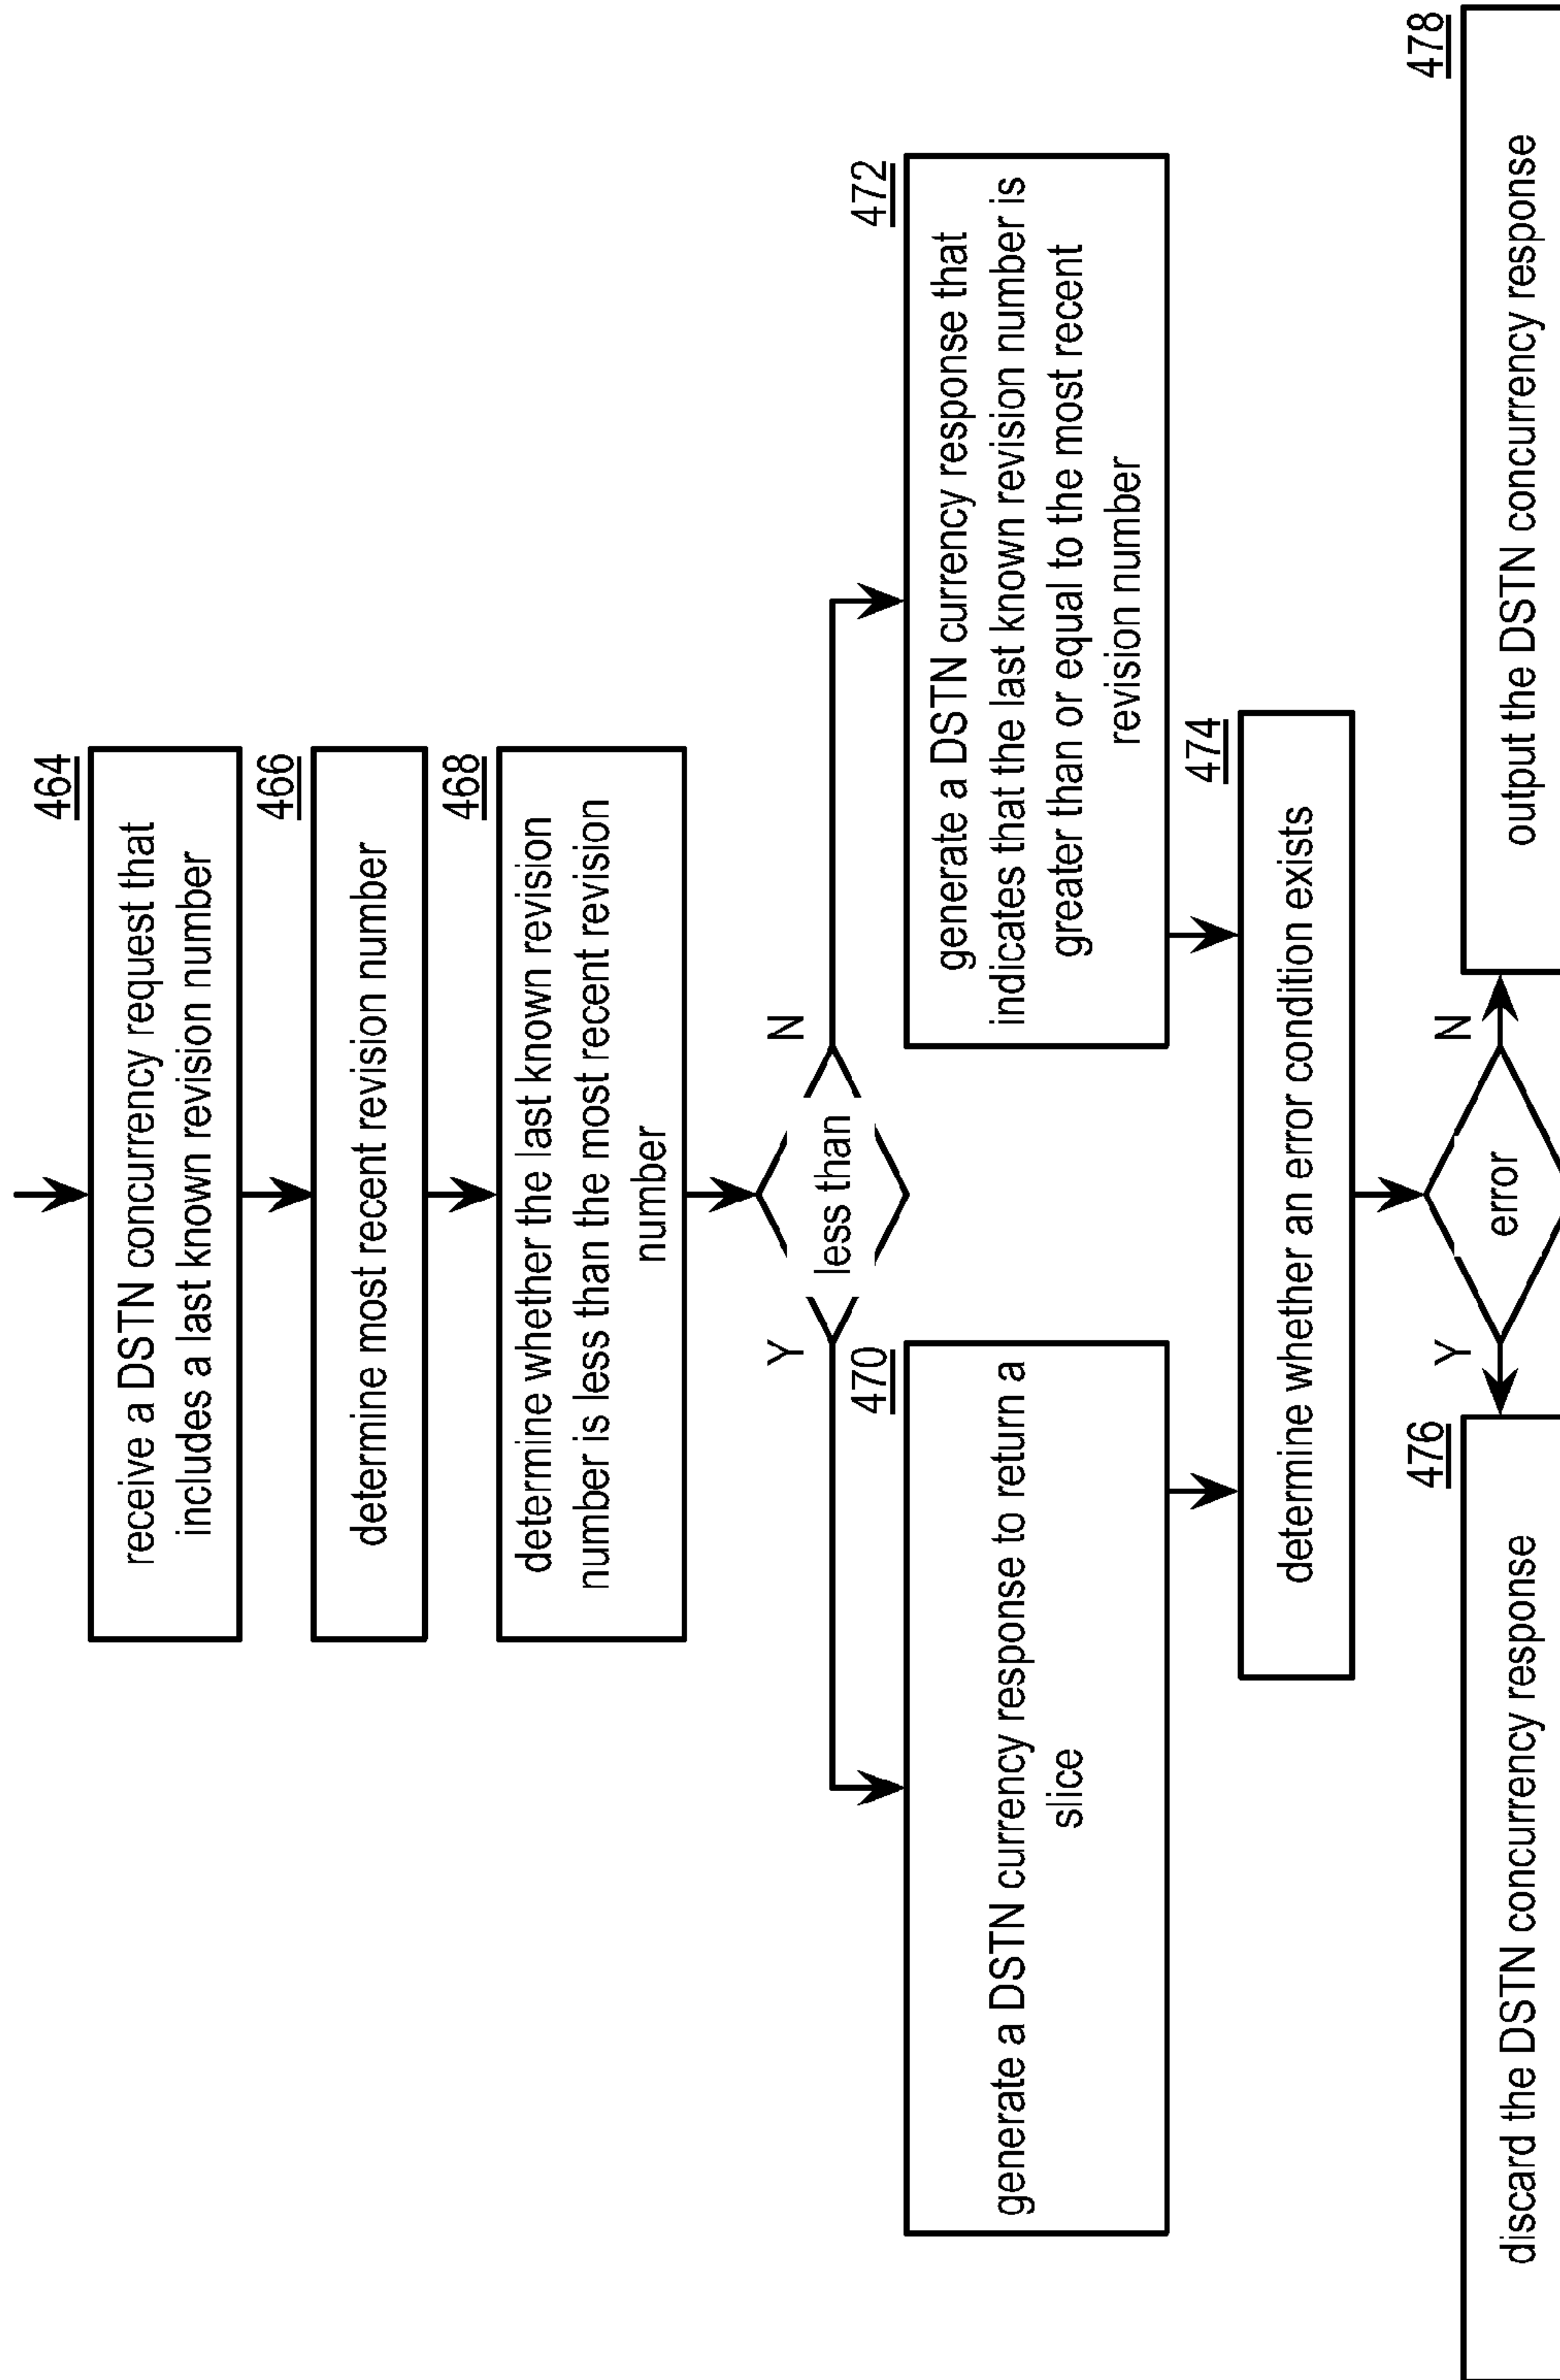 464
receive a DSTN concurrency request that
includes a last known revision number
466
determine most recent revision number
468
determine whether the last known revision
number is less than the most recent revision
number
Y
less than
N
470
generate a DSTN currency response to return a
slice
472
generate a DSTN currency response that
indicates that the last known revision number is
greater than or equal to the most recent
revision number
474
determine whether an error condition exists
Y
error
N
476
discard the DSTN concurrency response
478
output the DSTN concurrency response